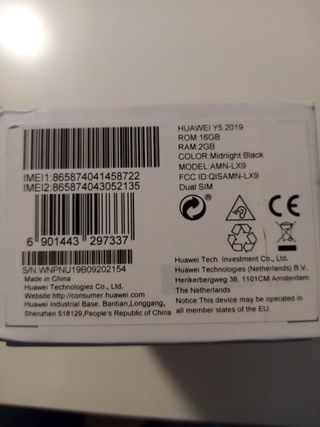 IMEI1:865874041458722
IMEI2:865874043052135
6 901443 297337
S/N:WNPNU19B09202154
Made in China
Huawei Technologies Co., Ltd.
Website:http://consumer.huawei.com
Huawei Industrial Base, Bantian,Longgang,
Shenzhen 518129,People's Republic of China
HUAWEI Y5 2019
ROM:16GB
RAM:2GB
COLOR:Midnight Black
MODEL:AMN-LX9
FCC ID:QISAMN-LX9
Dual SIM
CE
Huawei Tech. Investment Co., Ltd.
Huawei Technologies (Netherlands) B.V.
Herikerbergweg 36, 1101CM Amsterdam
The Netherlands
Notice:This device may be operated in
all member states of the EU.